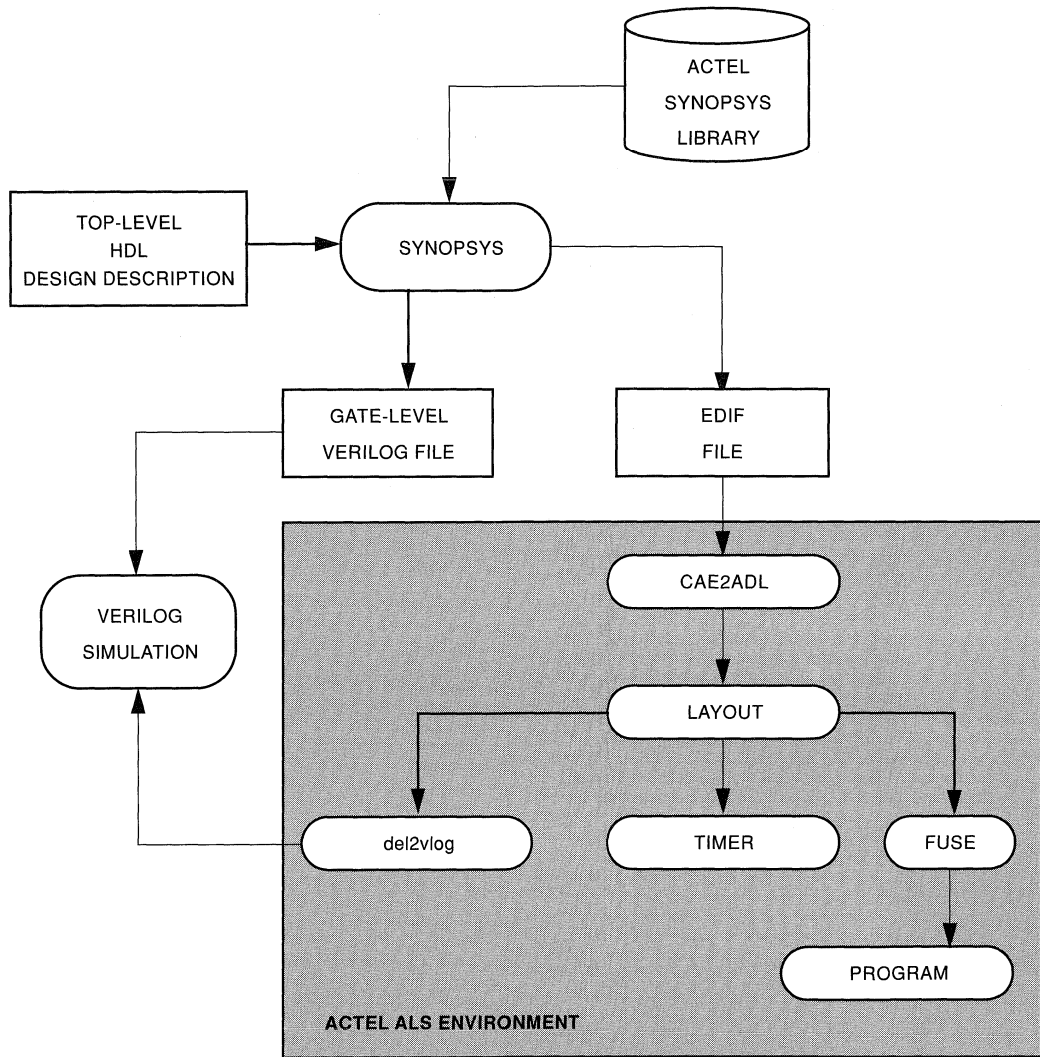 ACTEL
SYNOPSYS
LIBRARY
TOP-LEVEL
HDL
DESIGN DESCRIPTION
SYNOPSYS
GATE-LEVEL
VERILOG FILE
EDIF
FILE
CAE2ADL
VERILOG
SIMULATION
LAYOUT
del2vlog
TIMER
FUSE
PROGRAM
ACTEL ALS ENVIRONMENT